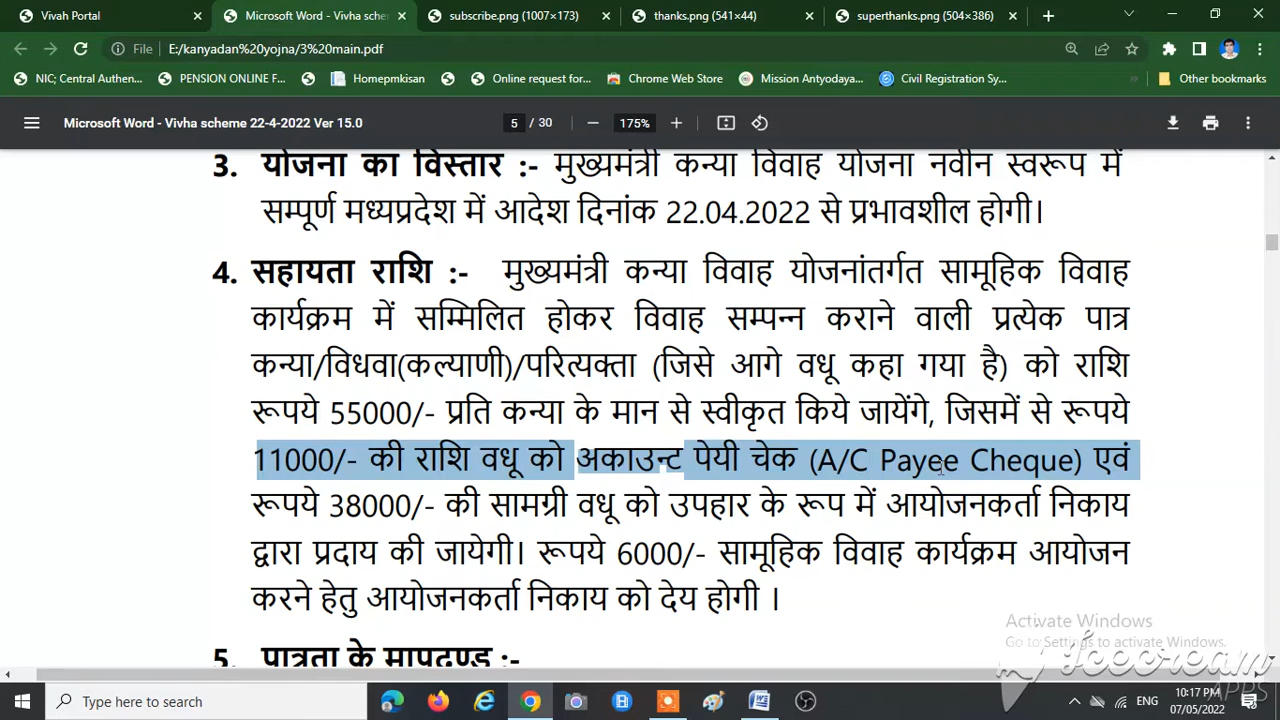 Vivah Portal
Microsoft Word - Vivha sche
subscribe.png (1007×173)
thanks.png (541×44)
superthanks.png (504×386)
File E:/kanyadan%20yojna/3%20main.pdf
NIC; Central Authen...
PENSION ONLINE F...
Homepmkisan
Online request for...
Chrome Web Store
Mission Antyodaya...
Civil Registration Sy...
Other bookmarks
Microsoft Word - Vivha scheme 22-4-2022 Ver 15.0
5 / 30
175%
3. योजना का विस्तार :- मुख्यमंत्री कन्या विवाह योजना नवीन स्वरूप में
सम्पूर्ण मध्यप्रदेश में आदेश दिनांक 22.04.2022 से प्रभावशील होगी।
4. सहायता राशि :- मुख्यमंत्री कन्या विवाह योजनांतर्गत सामूहिक विवाह
कार्यक्रम में सम्मिलित होकर विवाह सम्पन्न कराने वाली प्रत्येक पात्र
कन्या/विधवा(कल्याणी)/परित्यक्ता (जिसे आगे वधू कहा गया है) को राशि
रूपये 55000/- प्रति कन्या के मान से स्वीकृत किये जायेंगे, जिसमें से रूपये
11000/- की राशि वधू को अकाउन्ट पेयी चेक (A/C Payee Cheque) एवं
रूपये 38000/- की सामग्री वधू को उपहार के रूप में आयोजनकर्ता निकाय
द्वारा प्रदाय की जायेगी। रूपये 6000/- सामूहिक विवाह कार्यक्रम आयोजन
करने हेतु आयोजनकर्ता निकाय को देय होगी ।
5. पात्रता के मापदण्ड :-
Activate Windows
Go to Settings to activate Windows.
Icecream
APPS
Type here to search
ENG
10:17 PM
07/05/2022